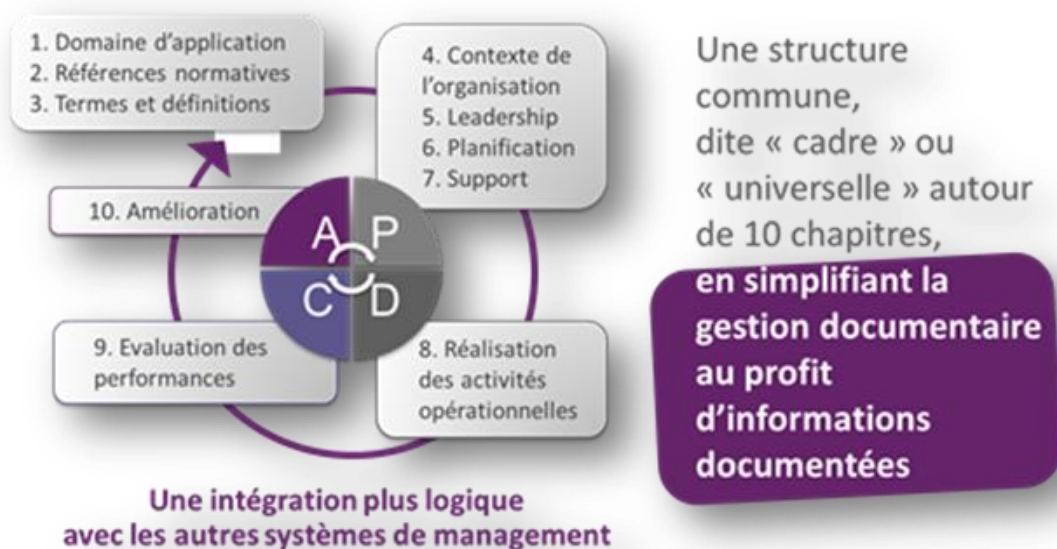 1. Domaine d'application
2. Références normatives
3. Termes et définitions
4. Contexte de
l'organisation
5. Leadership
6. Planification
7. Support
10. Amélioration
A P
C D
9. Evaluation des
performances
8. Réalisation
des activités
opérationnelles
Une intégration plus logique
avec les autres systèmes de management
Une structure
commune,
dite « cadre » ou
« universelle » autour
de 10 chapitres,
en simplifiant la
gestion documentaire
au profit
d'informations
documentées